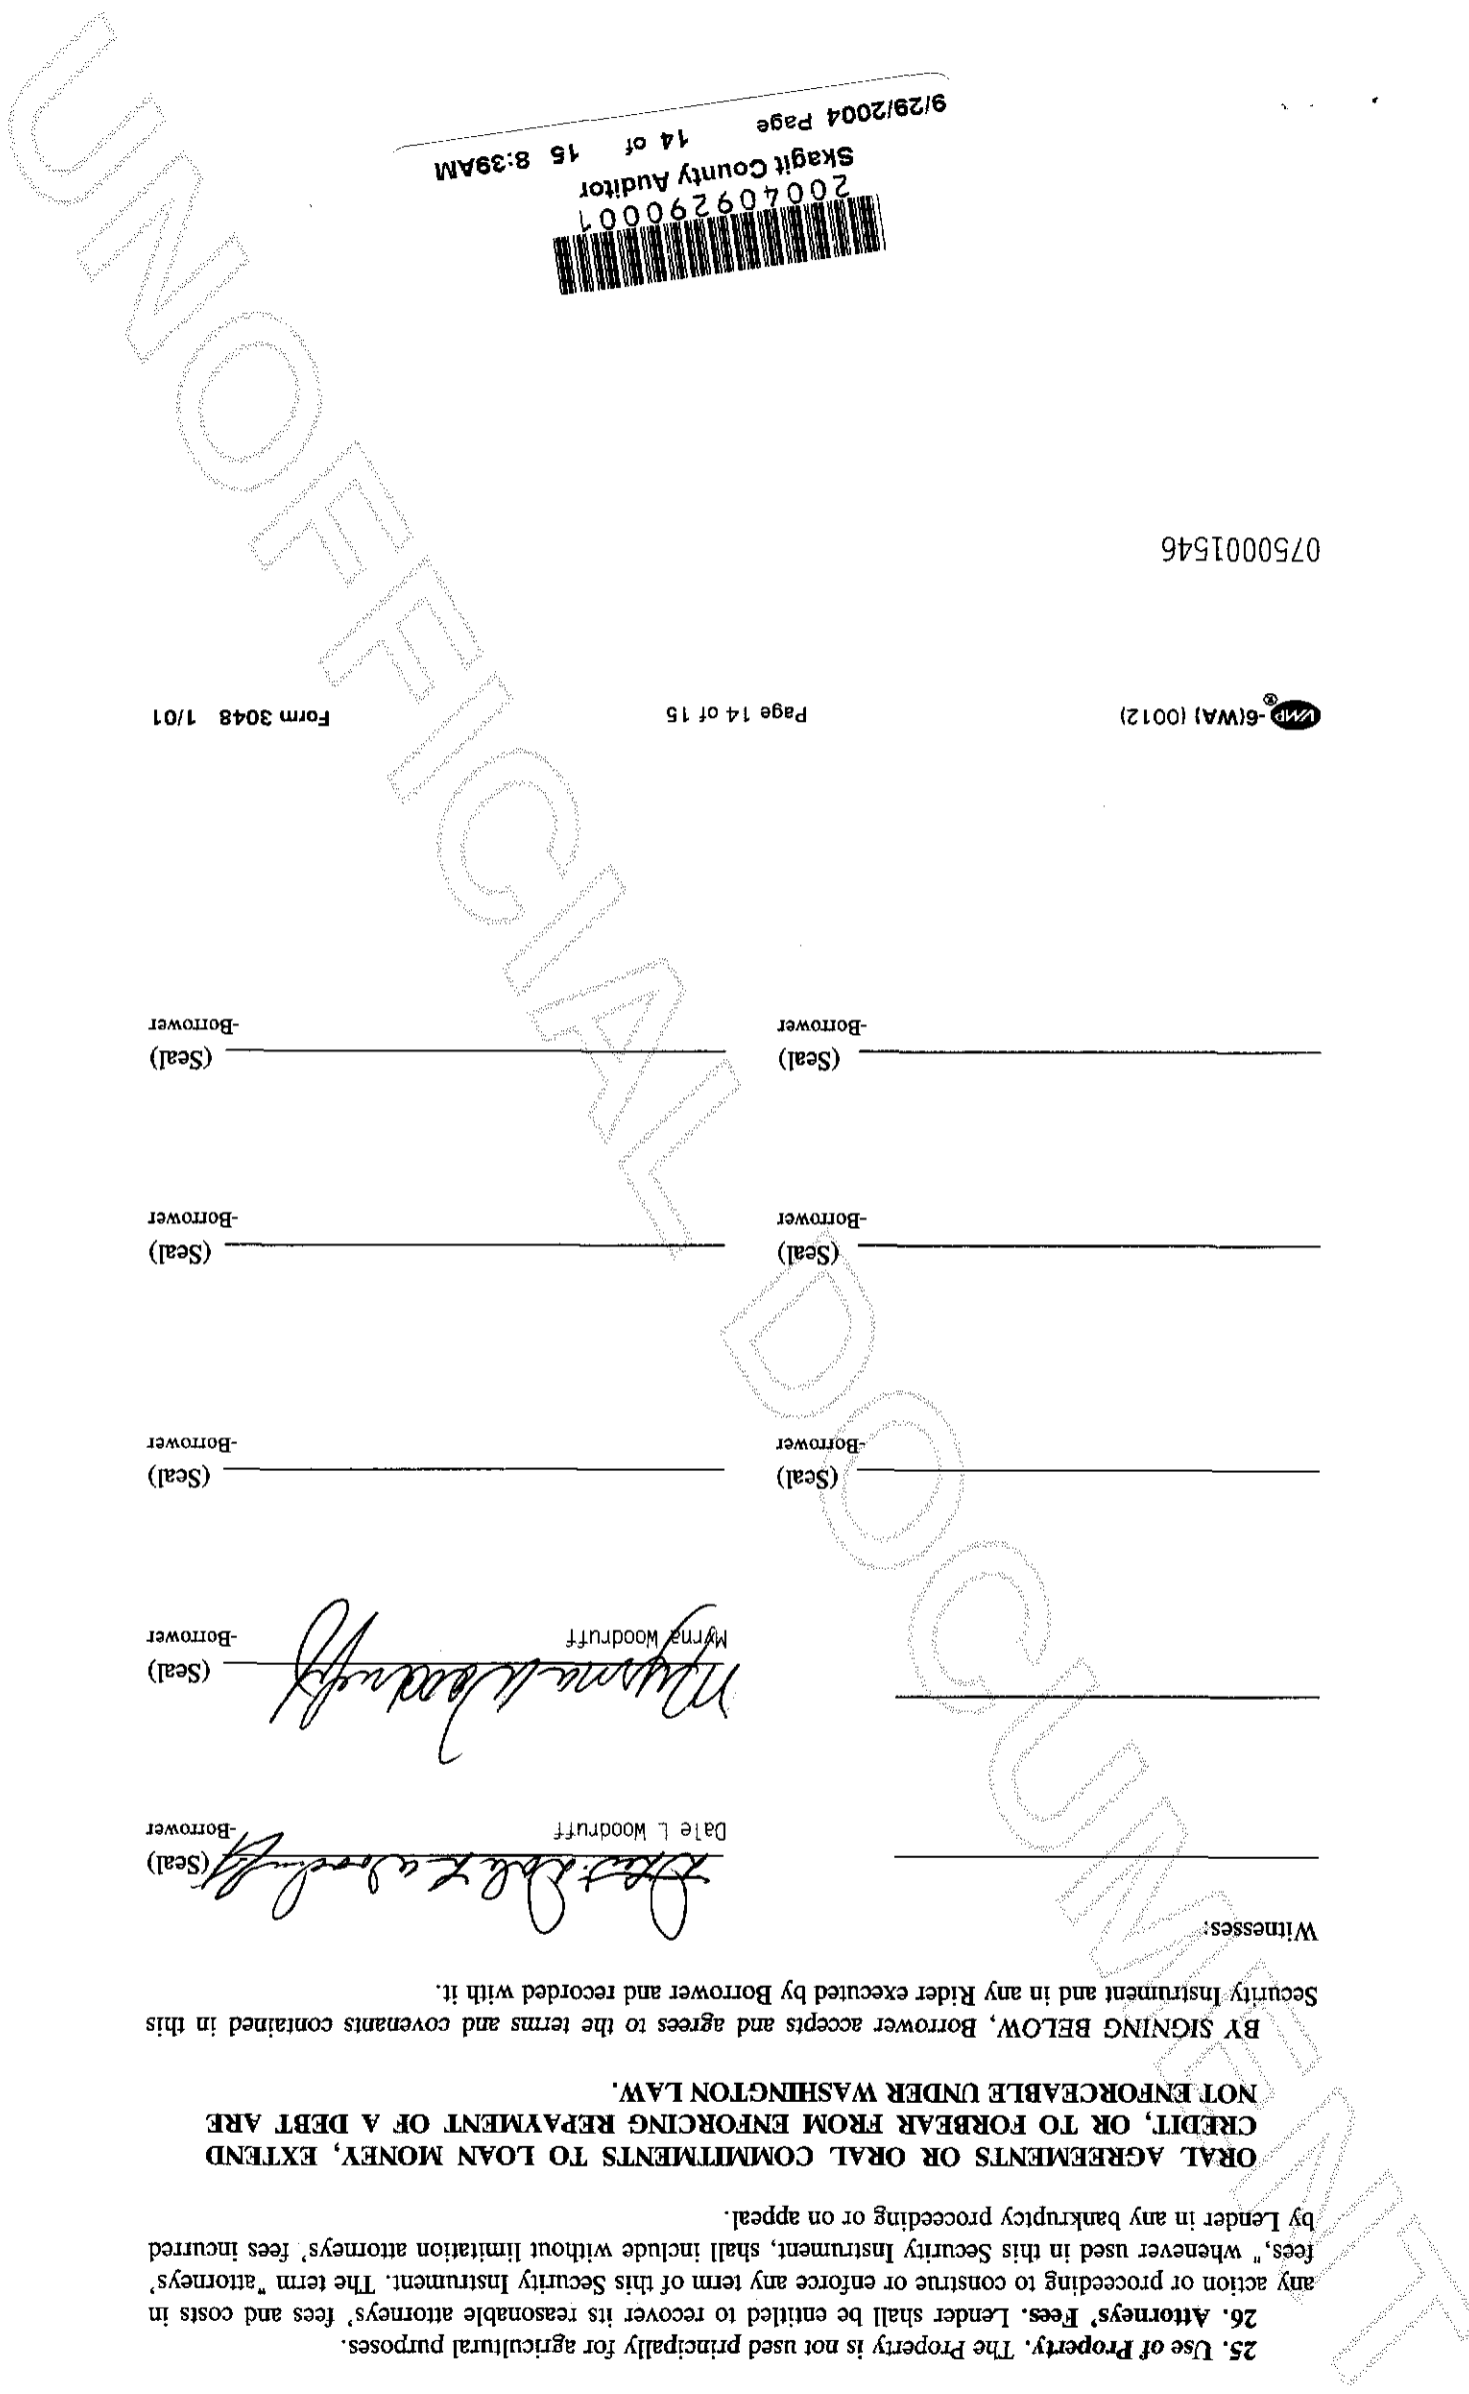 25. Use of Property. The Property is not used principally for agricultural purposes.
26. Attorneys' Fees. Lender shall be entitled to recover its reasonable attorneys' fees and costs in
any action or proceeding to construe or enforce any term of this Security Instrument. The term "attorneys'
fees," whenever used in this Security Instrument, shall include without limitation attorneys' fees incurred
by Lender in any bankruptcy proceeding or on appeal.
ORAL AGREEMENTS OR ORAL COMMITMENTS TO LOAN MONEY, EXTEND
CREDIT, OR TO FORBEAR FROM ENFORCING REPAYMENT OF A DEBT ARE
NOT ENFORCEABLE UNDER WASHINGTON LAW.
BY SIGNING BELOW, Borrower accepts and agrees to the terms and covenants contained in this
Security Instrument and in any Rider executed by Borrower and recorded with it.
Witnesses:
Dale L Woodruff (Seal)
Dale L Woodruff -Borrower
Myrna Woodruff (Seal)
Myrna Woodruff -Borrower
(Seal) (Seal)
-Borrower -Borrower
(Seal) (Seal)
-Borrower -Borrower
(Seal) (Seal)
-Borrower -Borrower
VMP®-6(WA) (0012) Page 14 of 15 Form 3048 1/01
0750001546
200409290001
Skagit County Auditor
9/29/2004 Page 14 of 15 8:39AM
UNOFFICIAL DOCUMENT